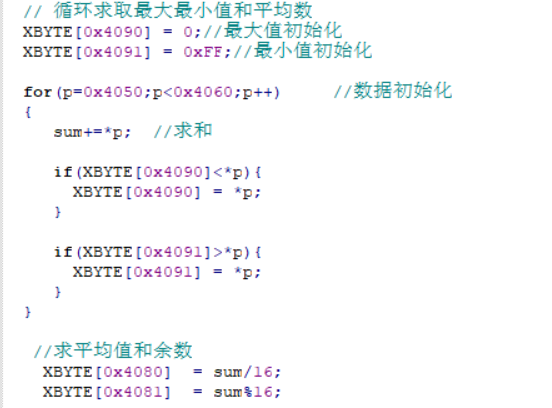 // 循环求取最大最小值和平均数
XBYTE[0x4090] = 0;//最大值初始化
XBYTE[0x4091] = 0xFF;//最小值初始化
for(p=0x4050;p<0x4060;p++) //数据初始化
{
sum+=*p; //求和
if(XBYTE[0x4090]<*p){
XBYTE[0x4090] = *p;
}
if(XBYTE[0x4091]>*p){
XBYTE[0x4091] = *p;
}
}
//求平均值和余数
XBYTE[0x4080] = sum/16;
XBYTE[0x4081] = sum%16;